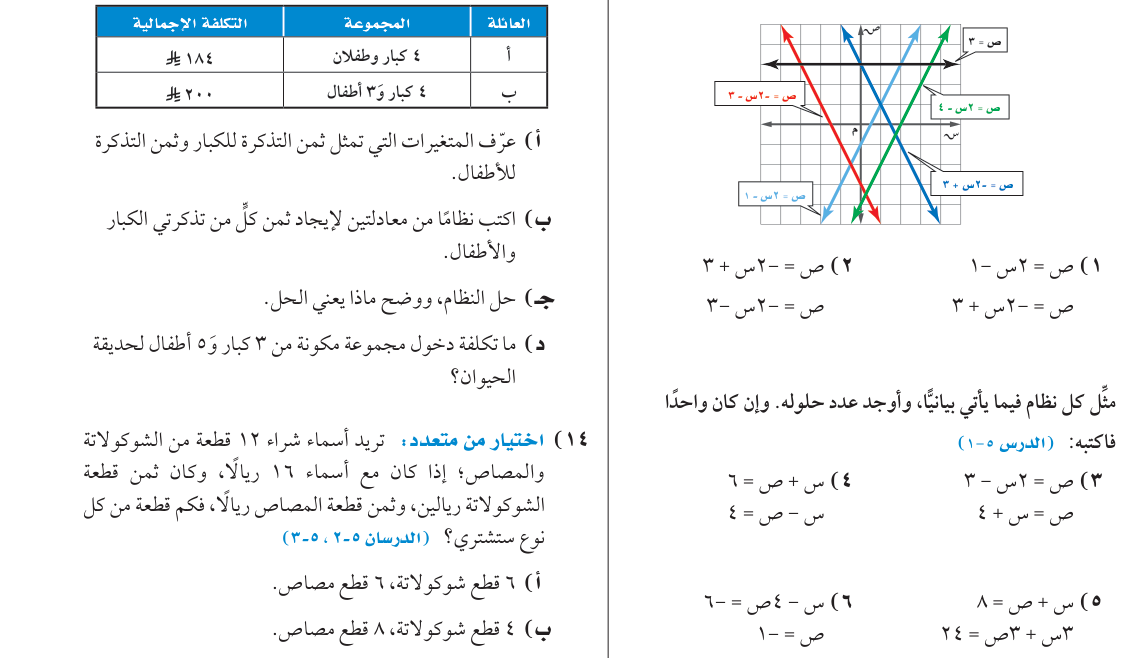 ص
ص = ٣
ص = -٢س - ٣
ص = ٢س - ٤
م
س
ص = -٢س + ٣
ص = ٢س - ١
١) ص = ٢س -١
ص = -٢س + ٣
٢) ص = -٢س + ٣
ص = -٢س -٣
مثِّل كل نظام فيما يأتي بيانيًّا، وأوجد عدد حلوله. وإن كان واحدًا
فاكتبه: (الدرس ٥-١)
٣) ص = ٢س - ٣
ص = س + ٤
٤) س + ص = ٦
س - ص = ٤
٥) س + ص = ٨
٣س + ٣ص = ٢٤
٦) س - ٤ص = -٦
ص = -١
العائلة المجموعة التكلفة الإجمالية
أ ٤ كبار وطفلان ١٨٤ ⃁
ب ٤ كبار وَ٣ أطفال ٢٠٠ ⃁
أ) عرّف المتغيرات التي تمثل ثمن التذكرة للكبار وثمن التذكرة
للأطفال.
ب) اكتب نظامًا من معادلتين لإيجاد ثمن كلٍّ من تذكرتي الكبار
والأطفال.
جـ) حل النظام، ووضح ماذا يعني الحل.
د) ما تكلفة دخول مجموعة مكونة من ٣ كبار وَ٥ أطفال لحديقة
الحيوان؟
١٤) اختيار من متعدد: تريد أسماء شراء ١٢ قطعة من الشوكولاتة
والمصاص؛ إذا كان مع أسماء ١٦ ريالًا، وكان ثمن قطعة
الشوكولاتة ريالين، وثمن قطعة المصاص ريالًا، فكم قطعة من كل
نوع ستشتري؟ (الدرسان ٥-٢ ، ٥-٣)
أ) ٦ قطع شوكولاتة، ٦ قطع مصاص.
ب) ٤ قطع شوكولاتة، ٨ قطع مصاص.